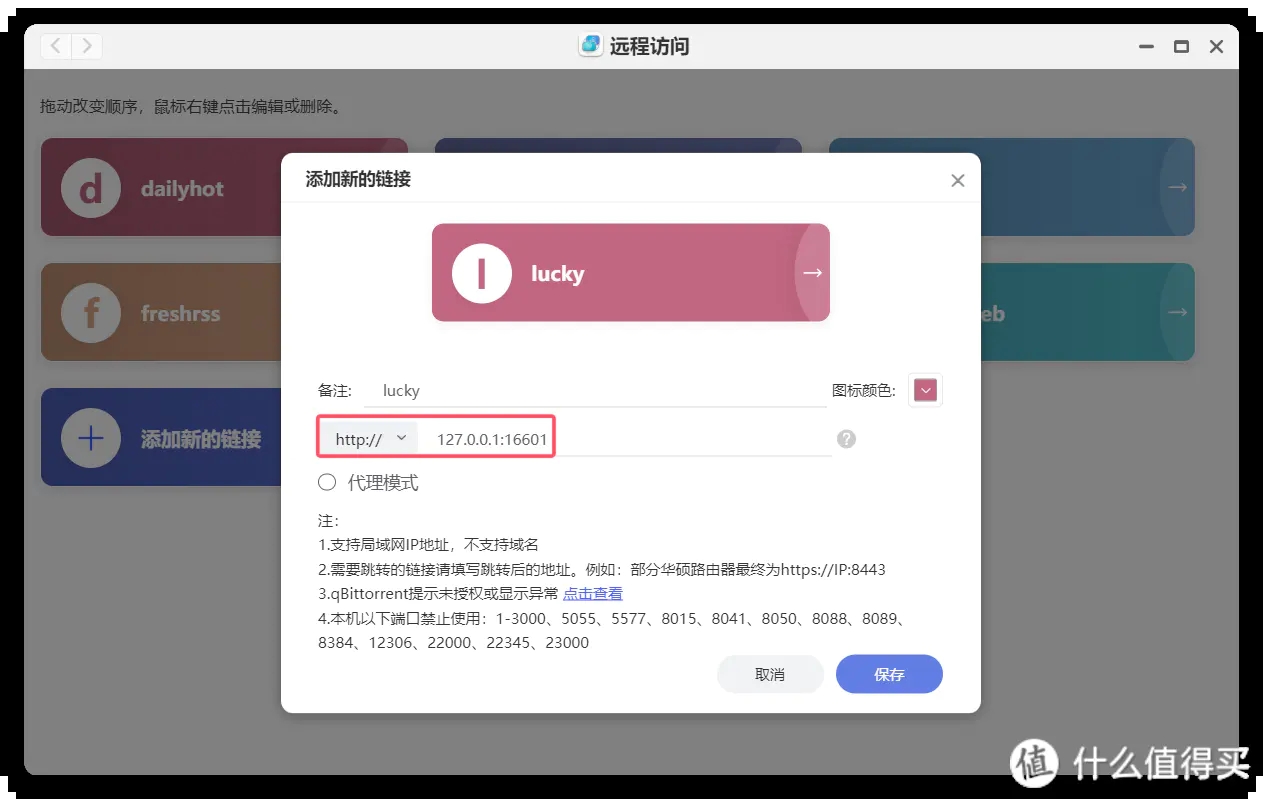 远程访问
拖动改变顺序，鼠标右键点击编辑或删除。
d dailyhot
f freshrss
eb
添加新的链接
添加新的链接
l lucky
备注: lucky 图标颜色:
http:// 127.0.0.1:16601 ?
代理模式
注:
1.支持局域网IP地址，不支持域名
2.需要跳转的链接请填写跳转后的地址。例如：部分华硕路由器最终为https://IP:8443
3.qBittorrent提示未授权或显示异常 点击查看
4.本机以下端口禁止使用：1-3000、5055、5577、8015、8041、8050、8088、8089、
8384、12306、22000、22345、23000
取消 保存
值 什么值得买